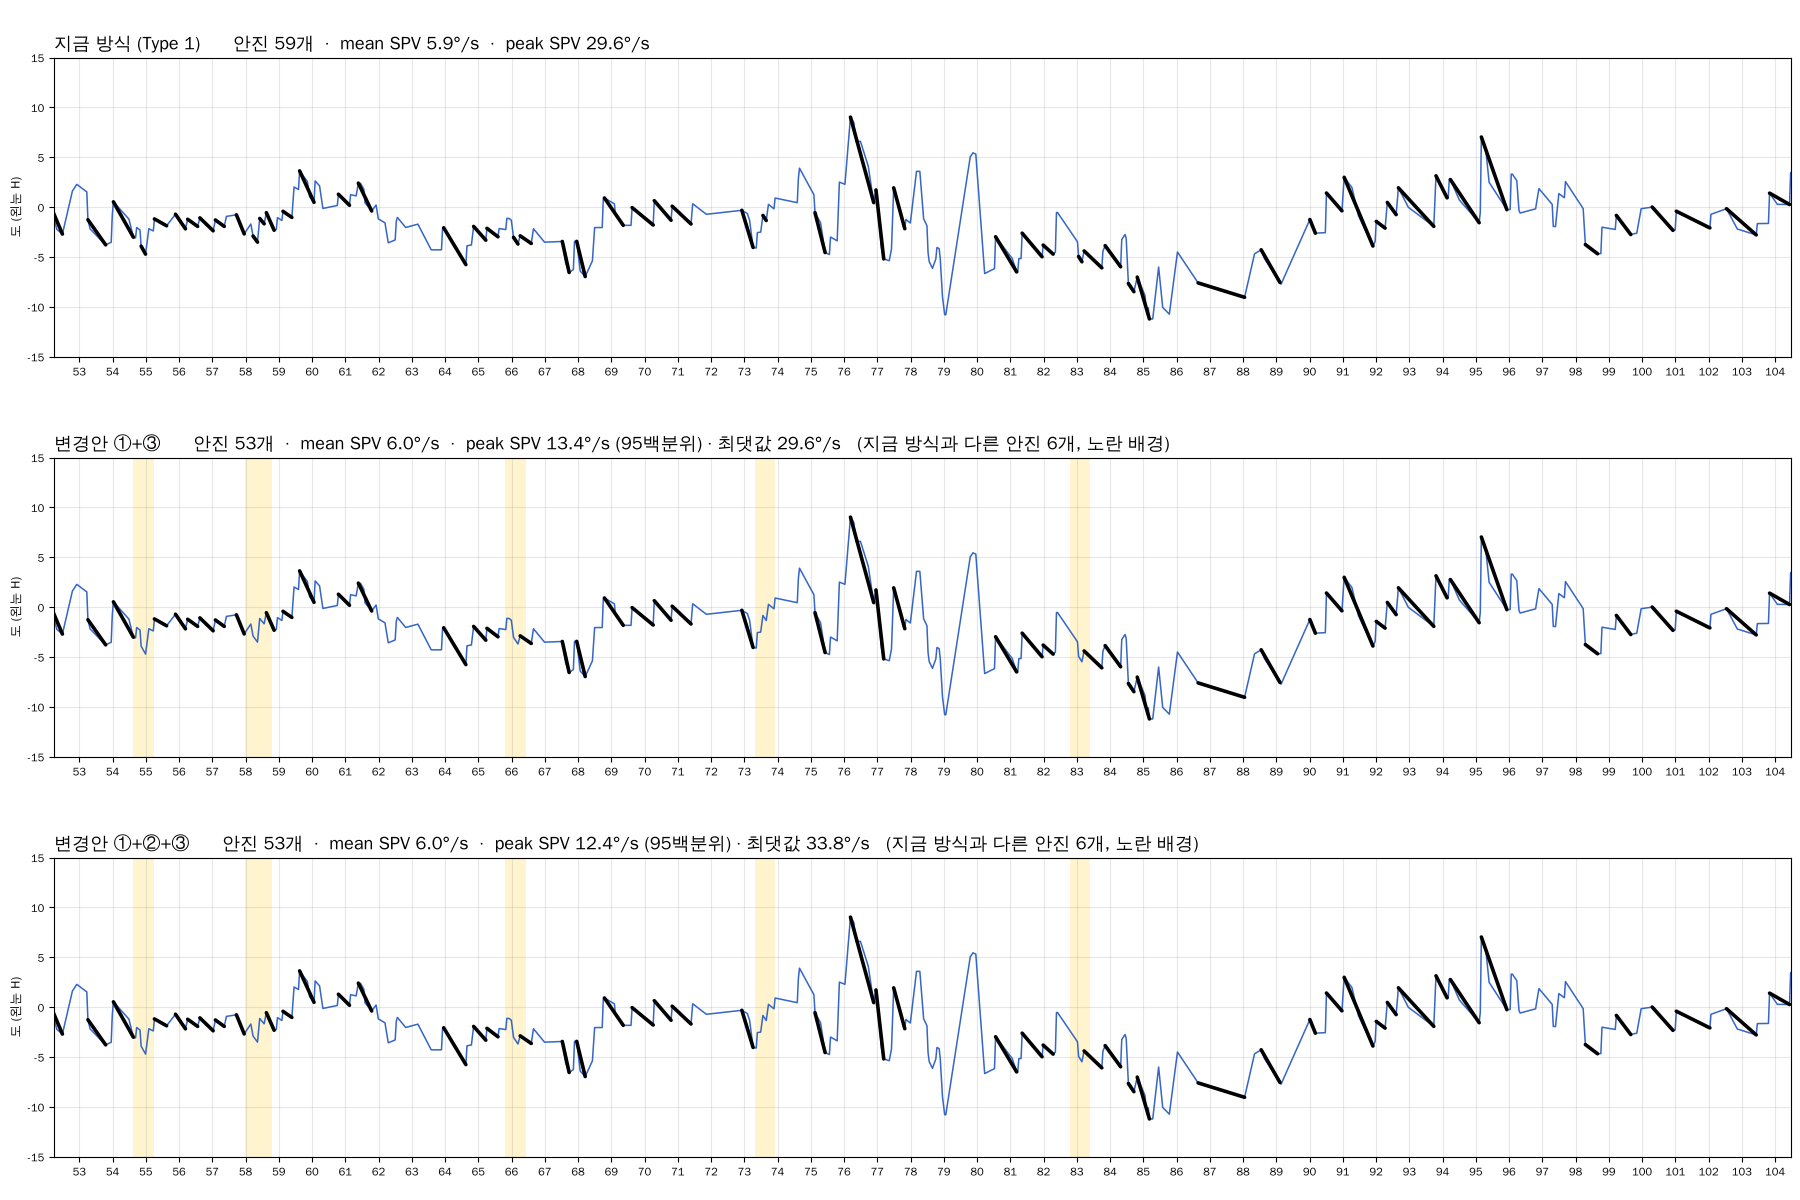 지금 방식 (Type 1) 안진 59개 · mean SPV 5.9°/s · peak SPV 29.6°/s
15
10
5
0
-5
-10
-15
도 (왼눈 H)
53 54 55 56 57 58 59 60 61 62 63 64 65 66 67 68 69 70 71 72 73 74 75 76 77 78 79 80 81 82 83 84 85 86 87 88 89 90 91 92 93 94 95 96 97 98 99 100 101 102 103 104
변경안 ①+③ 안진 53개 · mean SPV 6.0°/s · peak SPV 13.4°/s (95백분위) · 최댓값 29.6°/s (지금 방식과 다른 안진 6개, 노란 배경)
15
10
5
0
-5
-10
-15
도 (왼눈 H)
53 54 55 56 57 58 59 60 61 62 63 64 65 66 67 68 69 70 71 72 73 74 75 76 77 78 79 80 81 82 83 84 85 86 87 88 89 90 91 92 93 94 95 96 97 98 99 100 101 102 103 104
변경안 ①+②+③ 안진 53개 · mean SPV 6.0°/s · peak SPV 12.4°/s (95백분위) · 최댓값 33.8°/s (지금 방식과 다른 안진 6개, 노란 배경)
15
10
5
0
-5
-10
-15
도 (왼눈 H)
53 54 55 56 57 58 59 60 61 62 63 64 65 66 67 68 69 70 71 72 73 74 75 76 77 78 79 80 81 82 83 84 85 86 87 88 89 90 91 92 93 94 95 96 97 98 99 100 101 102 103 104